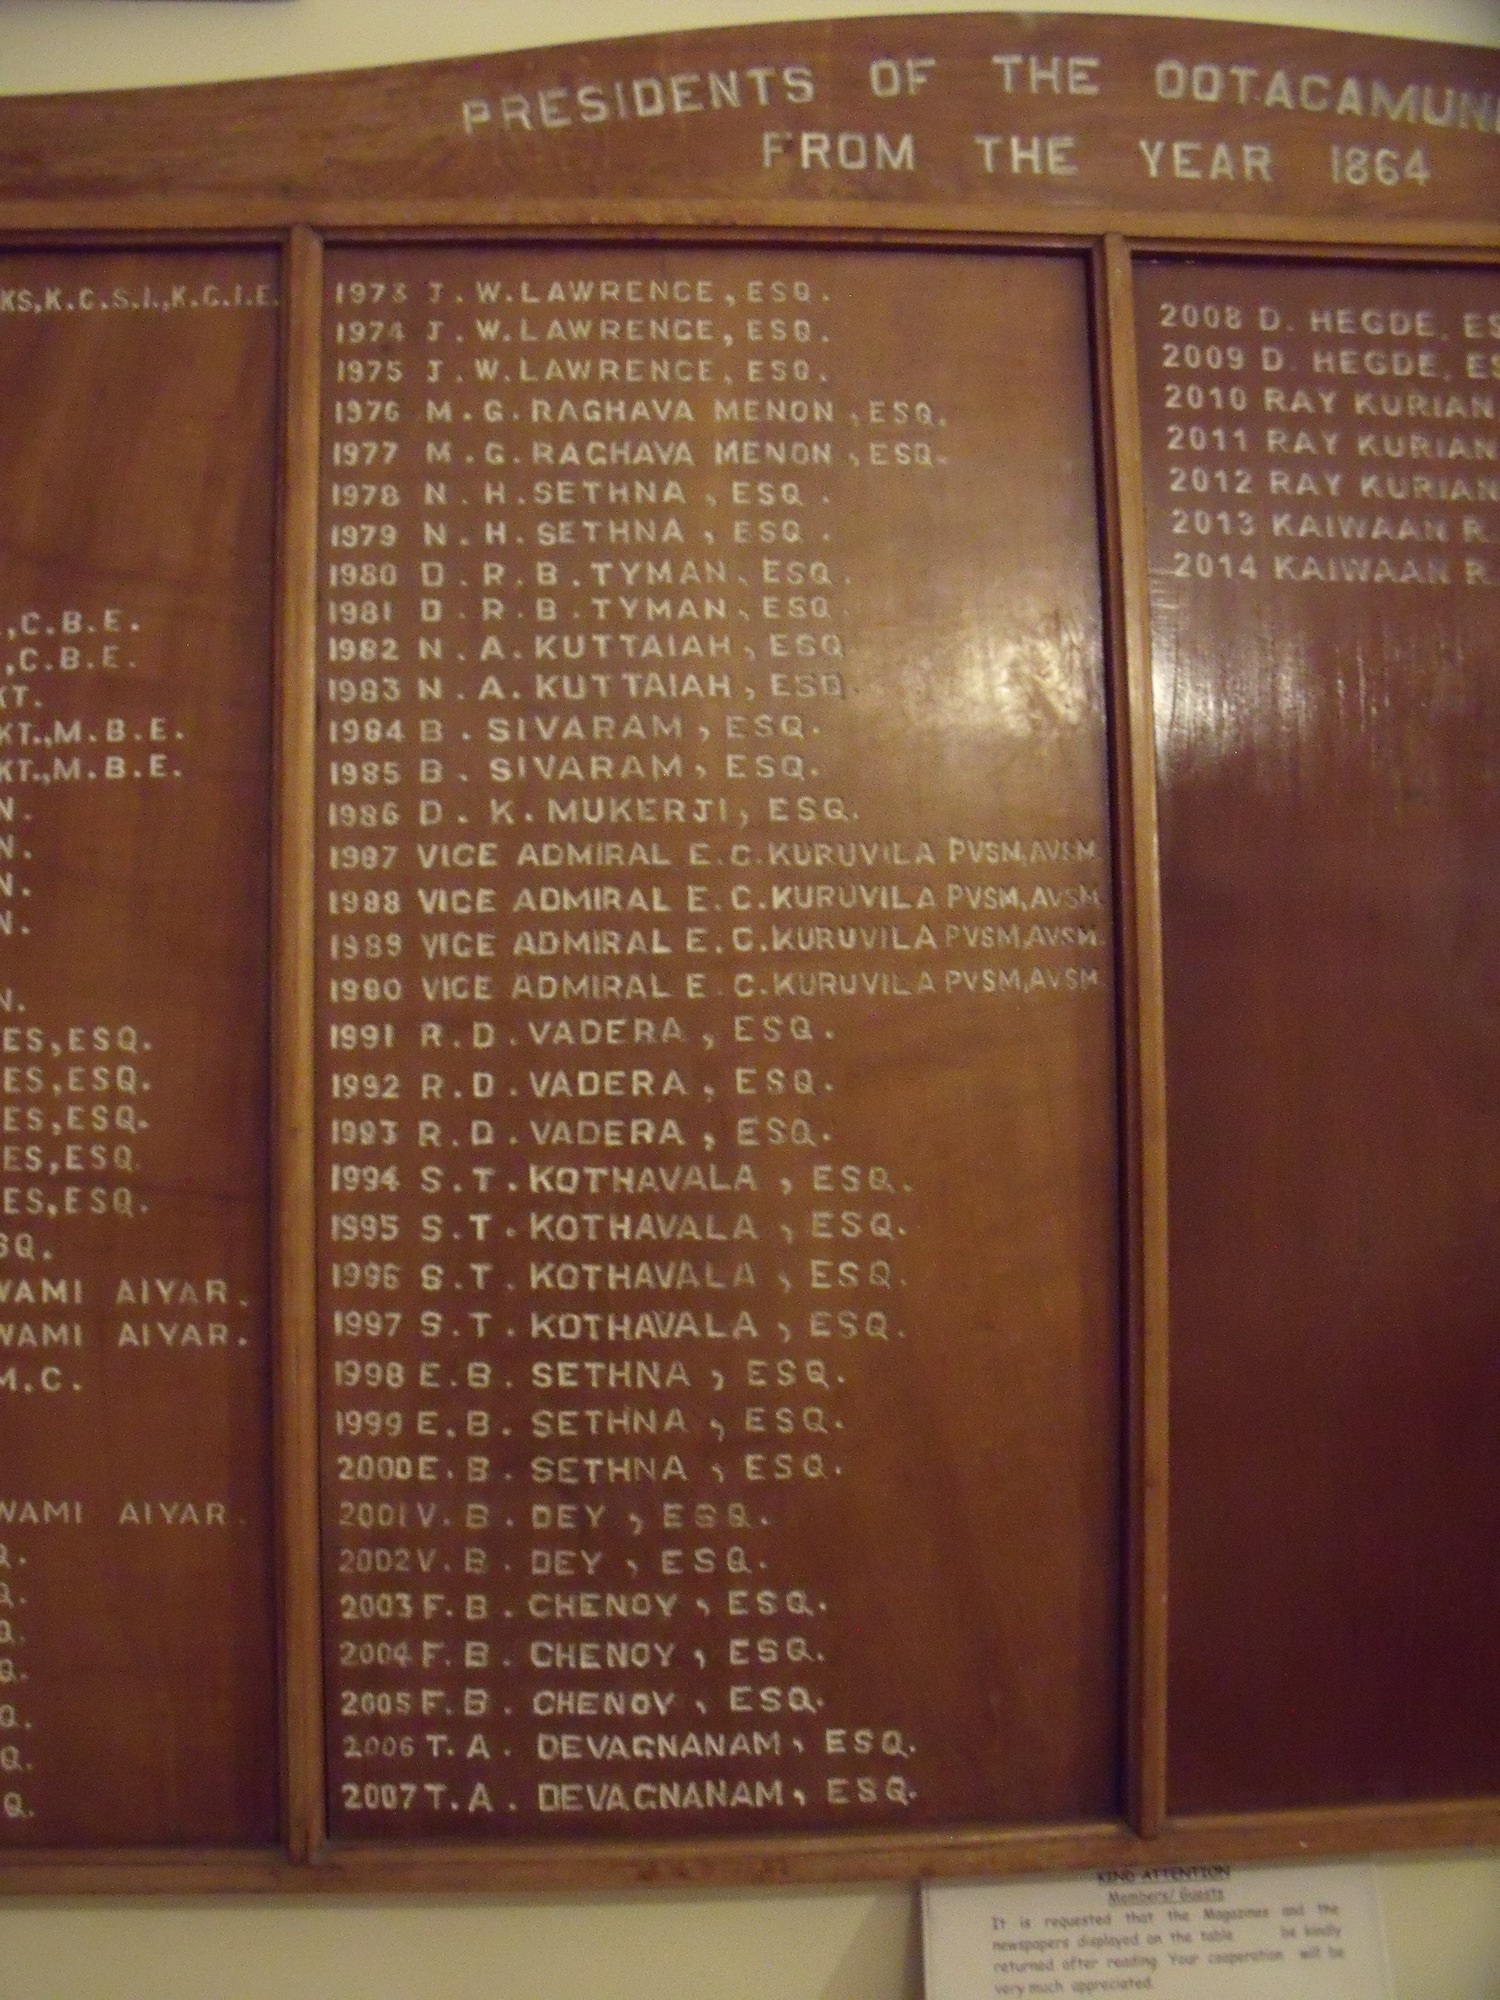 PRESIDENTS OF THE OOTACAMUN
FROM THE YEAR 1864
KS,K.C.S.I.,K.C.I.E.
,C.B.E.
,C.B.E.
KT.
KT.,M.B.E.
KT.,M.B.E.
N.
N.
N.
N.
N.
ES,ESQ.
ES,ESQ.
ES,ESQ.
ES,ESQ
ES,ESQ.
SQ.
WAMI AIYAR.
WAMI AIYAR.
M.C.
WAMI AIYAR.
Q.
Q.
Q.
Q.
Q.
Q.
Q.
1973 J.W.LAWRENCE,ESQ.
1974 J.W.LAWRENCE,ESQ.
1975 J.W.LAWRENCE,ESQ.
1976 M.G.RAGHAVA MENON,ESQ.
1977 M.G.RAGHAVA MENON,ESQ.
1978 N.H.SETHNA,ESQ.
1979 N.H.SETHNA,ESQ.
1980 D.R.B.TYMAN,ESQ.
1981 D.R.B.TYMAN,ESQ
1982 N.A.KUTTAIAH,ESQ
1983 N.A.KUTTAIAH,ESQ.
1984 B.SIVARAM,ESQ.
1985 B.SIVARAM,ESQ.
1986 D.K.MUKERJI,ESQ.
1987 VICE ADMIRAL E.C.KURUVILA PVSM,AVSM
1988 VICE ADMIRAL E.C.KURUVILA PVSM,AVSM
1989 VICE ADMIRAL E.C.KURUVILA PVSM,AVSM.
1990 VICE ADMIRAL E.C.KURUVILA PVSM,AVSM
1991 R.D.VADERA,ESQ.
1992 R.D.VADERA,ESQ.
1993 R.D.VADERA,ESQ.
1994 S.T.KOTHAVALA,ESQ.
1995 S.T.KOTHAVALA,ESQ.
1996 S.T.KOTHAVALA,ESQ.
1997 S.T.KOTHAVALA,ESQ.
1998 E.B.SETHNA,ESQ.
1999 E.B.SETHNA,ESQ.
2000 E.B.SETHNA,ESQ.
2001 V.B.DEY,ESQ.
2002 V.B.DEY,ESQ.
2003 F.B.CHENOY,ESQ.
2004 F.B.CHENOY,ESQ.
2005 F.B.CHENOY,ESQ.
2006 T.A.DEVAGNANAM,ESQ.
2007 T.A.DEVAGNANAM,ESQ.
2008 D. HEGDE, ES
2009 D. HEGDE, ES
2010 RAY KURIAN
2011 RAY KURIAN
2012 RAY KURIAN
2013 KAIWAAN R.
2014 KAIWAAN R.
KIND ATTENTION
Members/ Guests
It is requested that the Magazines and the
newspapers displayed on the table be kindly
returned after reading. Your cooperation will be
very much appreciated.